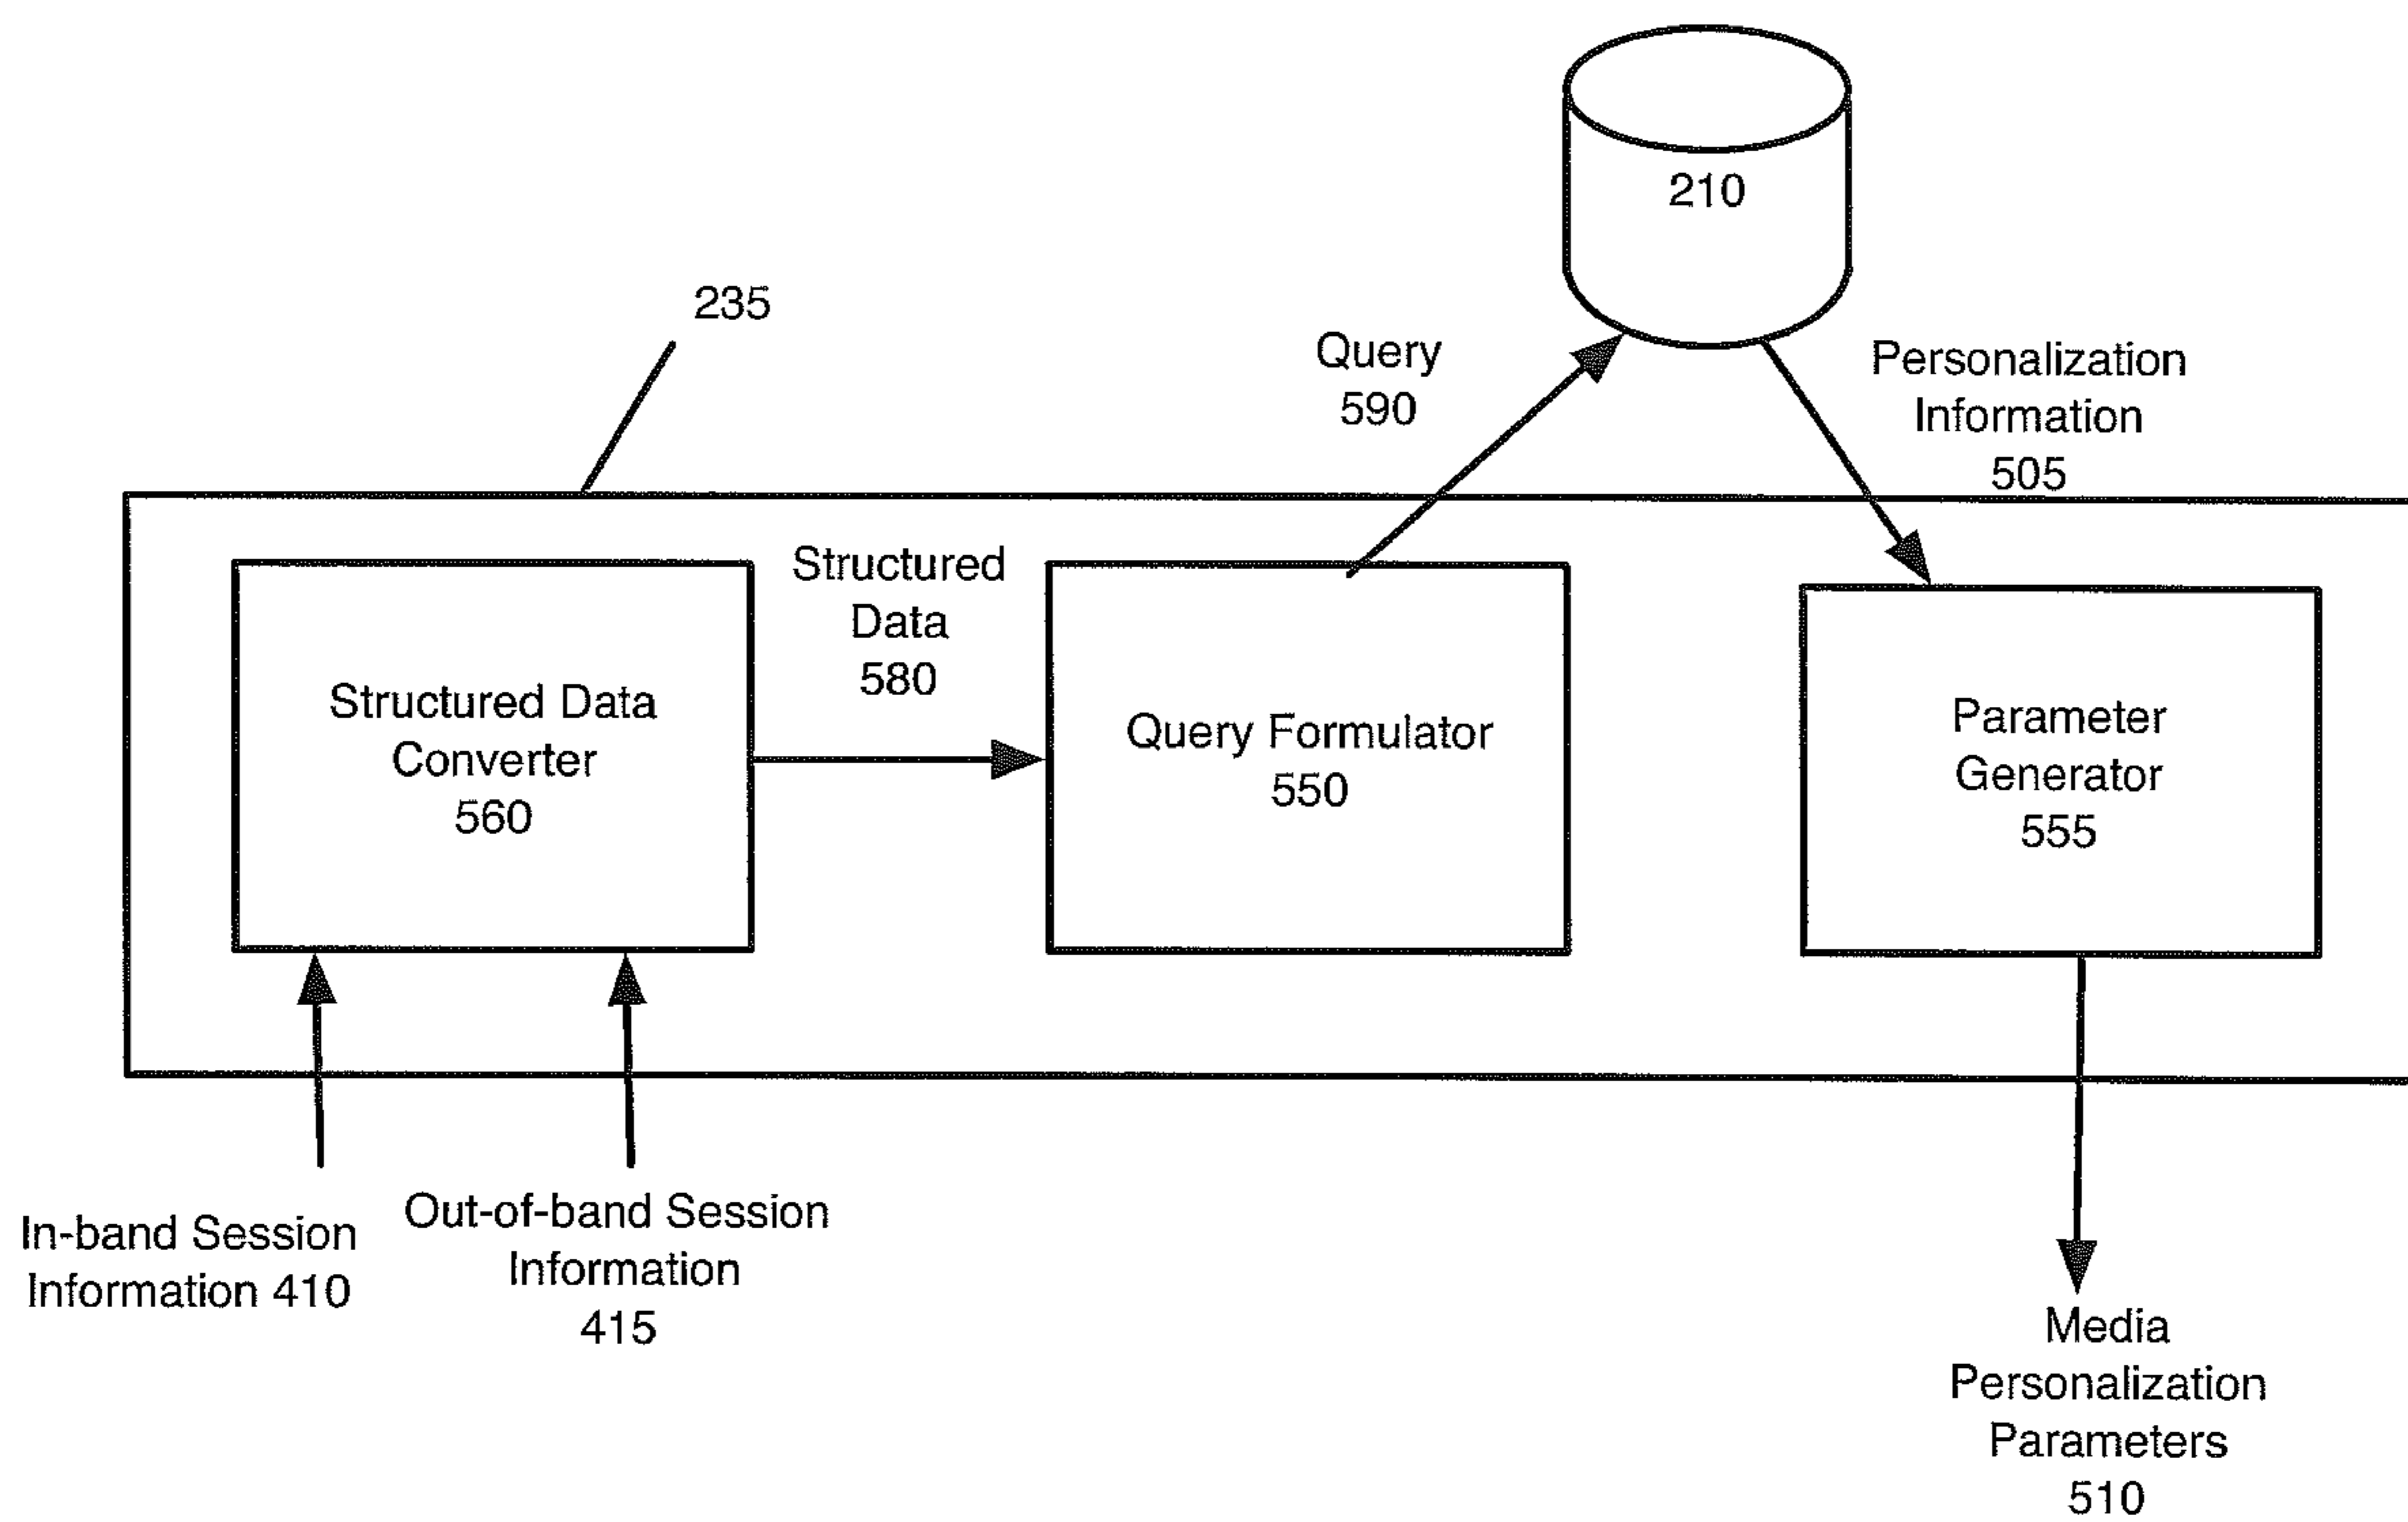 210
235
Query
590
Personalization
Information
505
Structured
Data
580
Structured Data
Converter
560
Query Formulator
550
Parameter
Generator
555
In-band Session
Information 410
Out-of-band Session
Information
415
Media
Personalization
Parameters
510